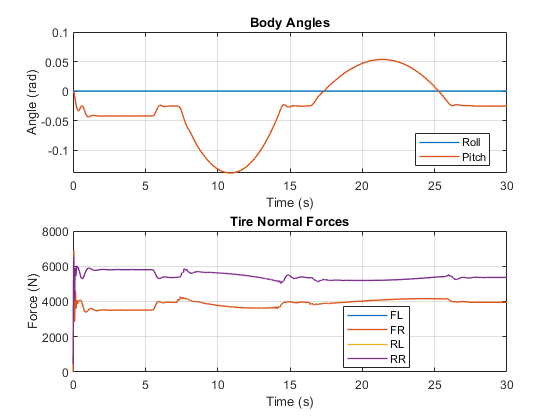 Body Angles
0.1
0.05
0
-0.05
-0.1
Angle (rad)
0
5
10
15
20
25
30
Time (s)
Roll
Pitch
Tire Normal Forces
8000
6000
4000
2000
0
Force (N)
0
5
10
15
20
25
30
Time (s)
FL
FR
RL
RR